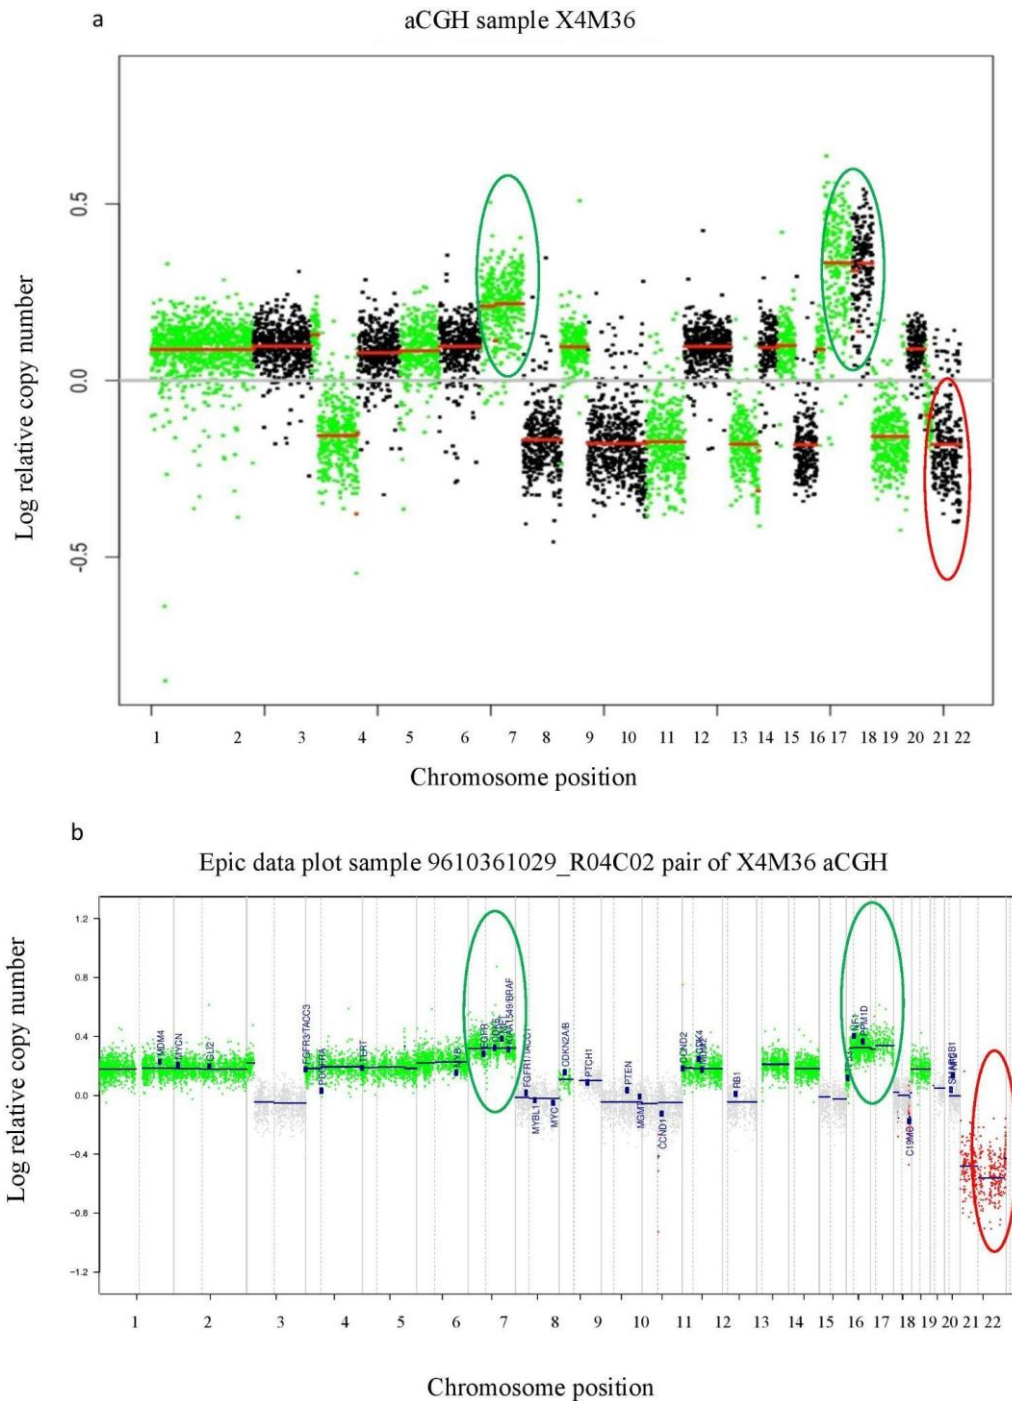 a
aCGH sample X4M36
Log relative copy number
0.5
0.0
-0.5
1 2 3 4 5 6 7 8 9 10 11 12 13 14 15 16 17 18 19 20 21 22
Chromosome position
b
Epic data plot sample 9610361029_R04C02 pair of X4M36 aCGH
Log relative copy number
1.2
0.8
0.4
0.0
-0.4
-0.8
-1.2
MDM4
MYCN
GLI2
FGFR3/TACC3
TERT
MYB
EGFR
KIAA1549/BRAF
FGFR1/TACC1
MYBL1
MYC
CDKN2A/B
PTCH1
PTEN
MGMT
CCND1
CCND2
CDK4
RB1
NF1
PPM1D
C19MC
SMARCB1
1 2 3 4 5 6 7 8 9 10 11 12 13 14 15 16 17 18 19 20 21 22
Chromosome position